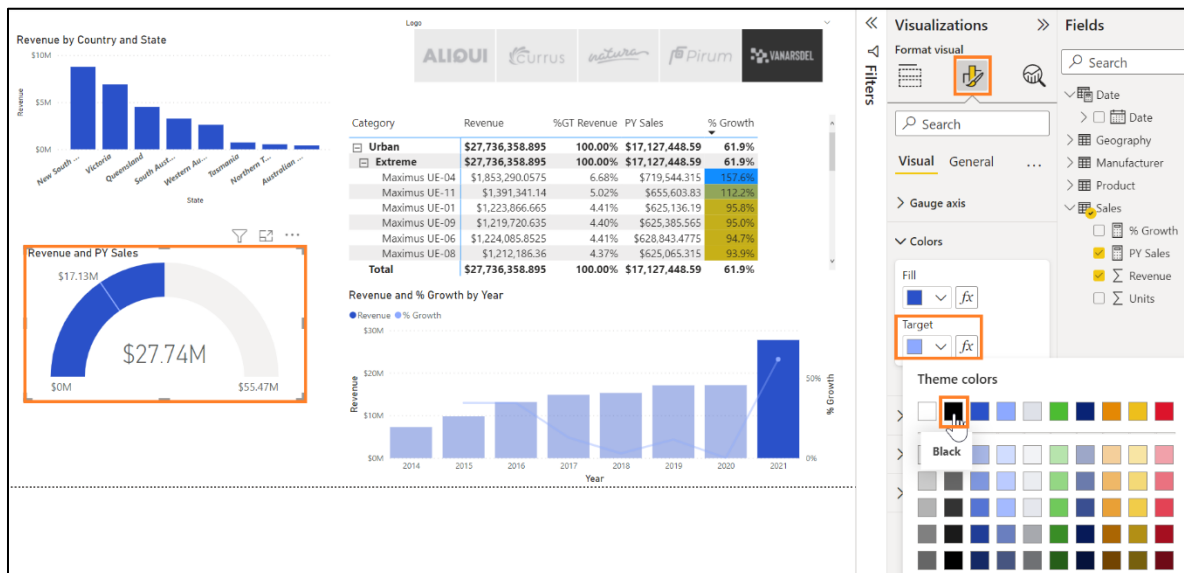 Logo
ALIQUI
Currus
natura
Pirum
VANARSDEL
Revenue by Country and State
$10M
$5M
$0M
Revenue
New South ...
Victoria
Queensland
South Aust...
Western Au...
Tasmania
Northern T...
Australian ...
State
Revenue and PY Sales
$17.13M
$27.74M
$0M
$55.47M
Category Revenue %GT Revenue PY Sales % Growth
Urban $27,736,358.895 100.00% $17,127,448.59 61.9%
Extreme $27,736,358.895 100.00% $17,127,448.59 61.9%
Maximus UE-04 $1,853,290.0575 6.68% $719,544.315 157.6%
Maximus UE-11 $1,391,341.14 5.02% $655,603.83 112.2%
Maximus UE-01 $1,223,866.665 4.41% $625,136.19 95.8%
Maximus UE-09 $1,219,720.635 4.40% $625,385.565 95.0%
Maximus UE-06 $1,224,085.8525 4.41% $628,843.4775 94.7%
Maximus UE-08 $1,212,186.36 4.37% $625,065.315 93.9%
Total $27,736,358.895 100.00% $17,127,448.59 61.9%
Revenue and % Growth by Year
Revenue % Growth
$30M
$20M
$10M
$0M
Revenue
50%
0%
% Growth
2014 2015 2016 2017 2018 2019 2020 2021
Year
Filters
Visualizations
Format visual
Search
Visual General ...
Gauge axis
Colors
Fill
fx
Target
fx
Theme colors
Black
Fields
Search
Date
Date
Geography
Manufacturer
Product
Sales
% Growth
PY Sales
Revenue
Units